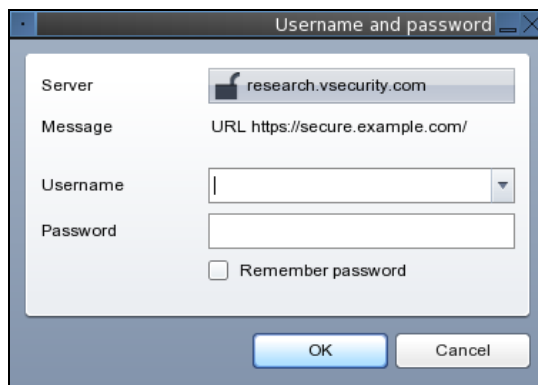 Username and password
Server research.vsecurity.com
Message URL https://secure.example.com/
Username
Password
Remember password
OK Cancel